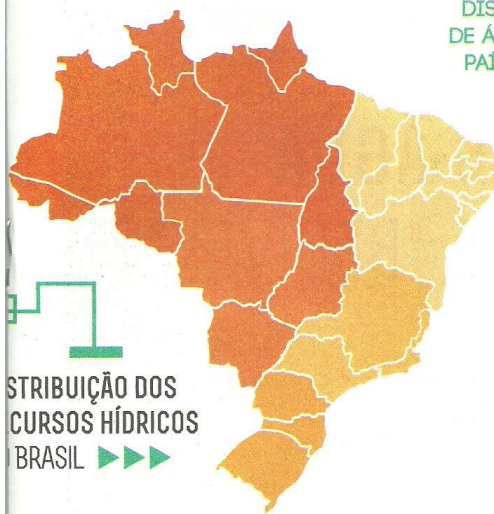 DIS
DE Á
PAÍ
STRIBUIÇÃO DOS
CURSOS HÍDRICOS
BRASIL